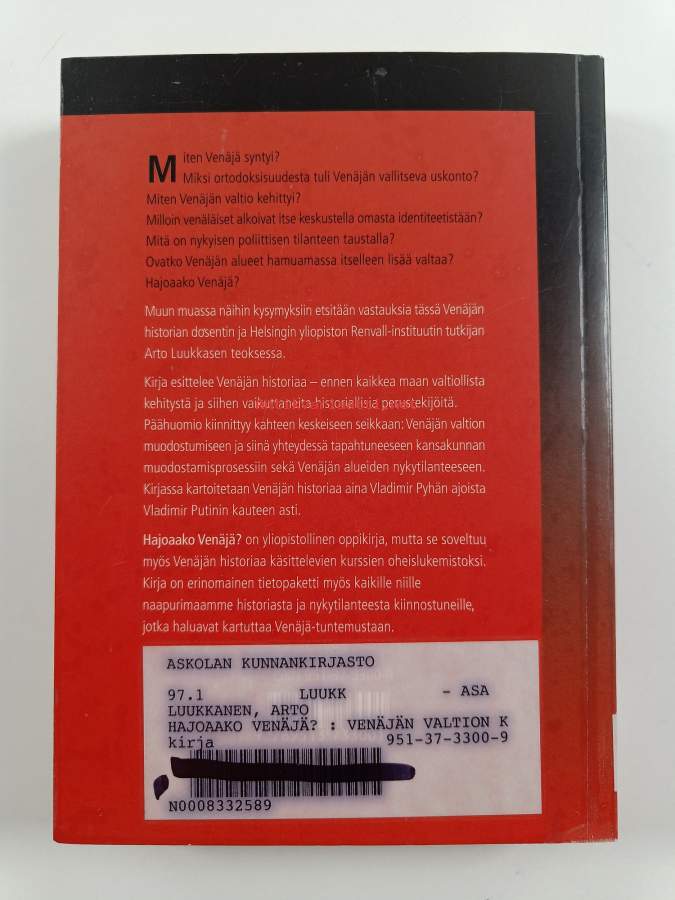 Miten Venäjä syntyi?
Miksi ortodoksisuudesta tuli Venäjän vallitseva uskonto?
Miten Venäjän valtio kehittyi?
Milloin venäläiset alkoivat itse keskustella omasta identiteetistään?
Mitä on nykyisen poliittisen tilanteen taustalla?
Ovatko Venäjän alueet hamuamassa itselleen lisää valtaa?
Hajoaako Venäjä?
Muun muassa näihin kysymyksiin etsitään vastauksia tässä Venäjän
historian dosentin ja Helsingin yliopiston Renvall-instituutin tutkijan
Arto Luukkasen teoksessa.
Kirja esittelee Venäjän historiaa – ennen kaikkea maan valtiollista
kehitystä ja siihen vaikuttaneita historiallisia perustekijöitä.
Päähuomio kiinnittyy kahteen keskeiseen seikkaan: Venäjän valtion
muodostumiseen ja siinä yhteydessä tapahtuneeseen kansakunnan
muodostamisprosessiin sekä Venäjän alueiden nykytilanteeseen.
Kirjassa kartoitetaan Venäjän historiaa aina Vladimir Pyhän ajoista
Vladimir Putinin kauteen asti.
Hajoaako Venäjä? on yliopistollinen oppikirja, mutta se soveltuu
myös Venäjän historiaa käsittelevien kurssien oheislukemistoksi.
Kirja on erinomainen tietopaketti myös kaikille niille
naapurimaamme historiasta ja nykytilanteesta kiinnostuneille,
jotka haluavat kartuttaa Venäjä-tuntemustaan.
ASKOLAN KUNNANKIRJASTO
97.1 LUUKK - ASA
LUUKKANEN, ARTO
HAJOAAKO VENÄJÄ? : VENÄJÄN VALTION K
kirja 951-37-3300-9
N0008332589